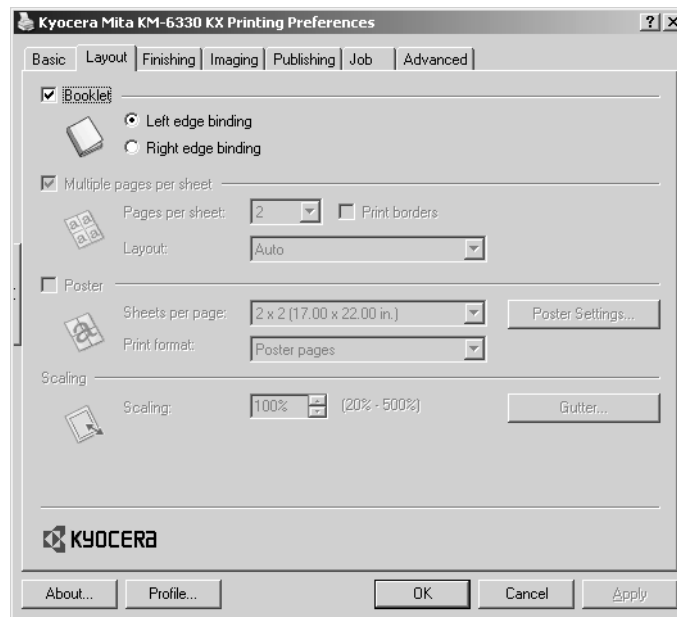 Kyocera Mita KM-6330 KX Printing Preferences
Basic Layout Finishing Imaging Publishing Job Advanced
Booklet
Left edge binding
Right edge binding
Multiple pages per sheet
Pages per sheet: 2 Print borders
Layout: Auto
Poster
Sheets per page: 2 x 2 (17.00 x 22.00 in.) Poster Settings...
Print format: Poster pages
Scaling
Scaling: 100% (20% - 500%) Gutter...
KYOCERA
About... Profile... OK Cancel Apply